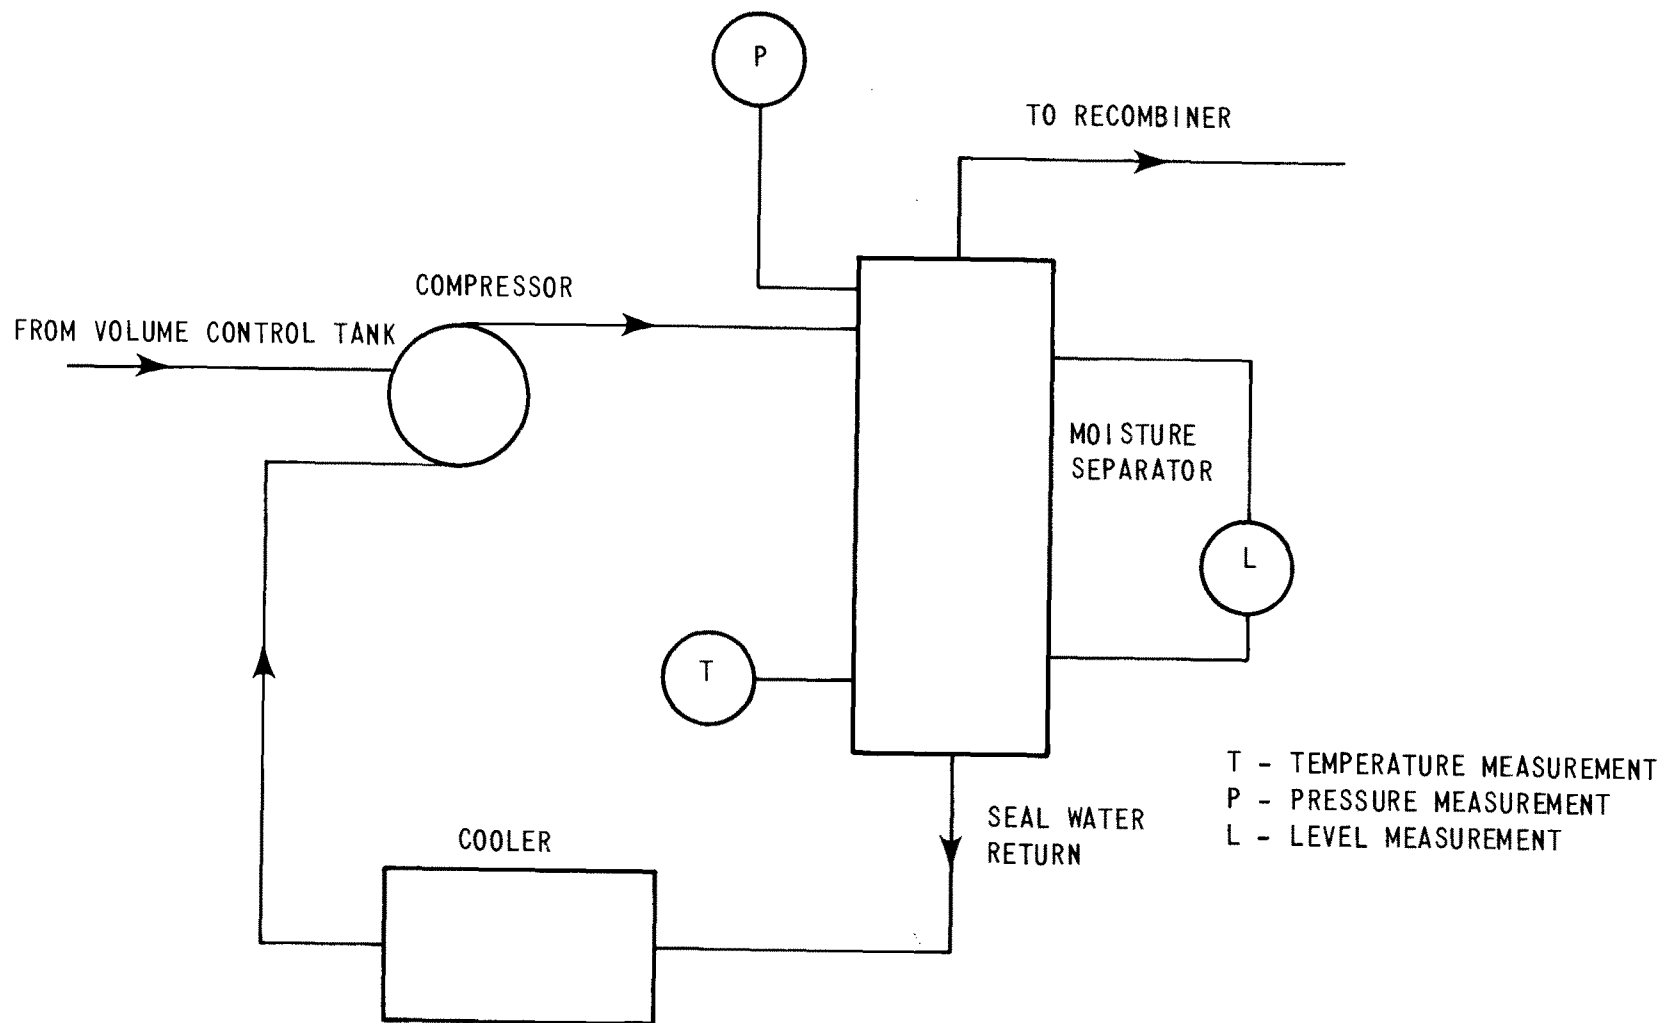 P
TO RECOMBINER
COMPRESSOR
FROM VOLUME CONTROL TANK
MOISTURE
SEPARATOR
L
T
T - TEMPERATURE MEASUREMENT
P - PRESSURE MEASUREMENT
L - LEVEL MEASUREMENT
SEAL WATER
RETURN
COOLER